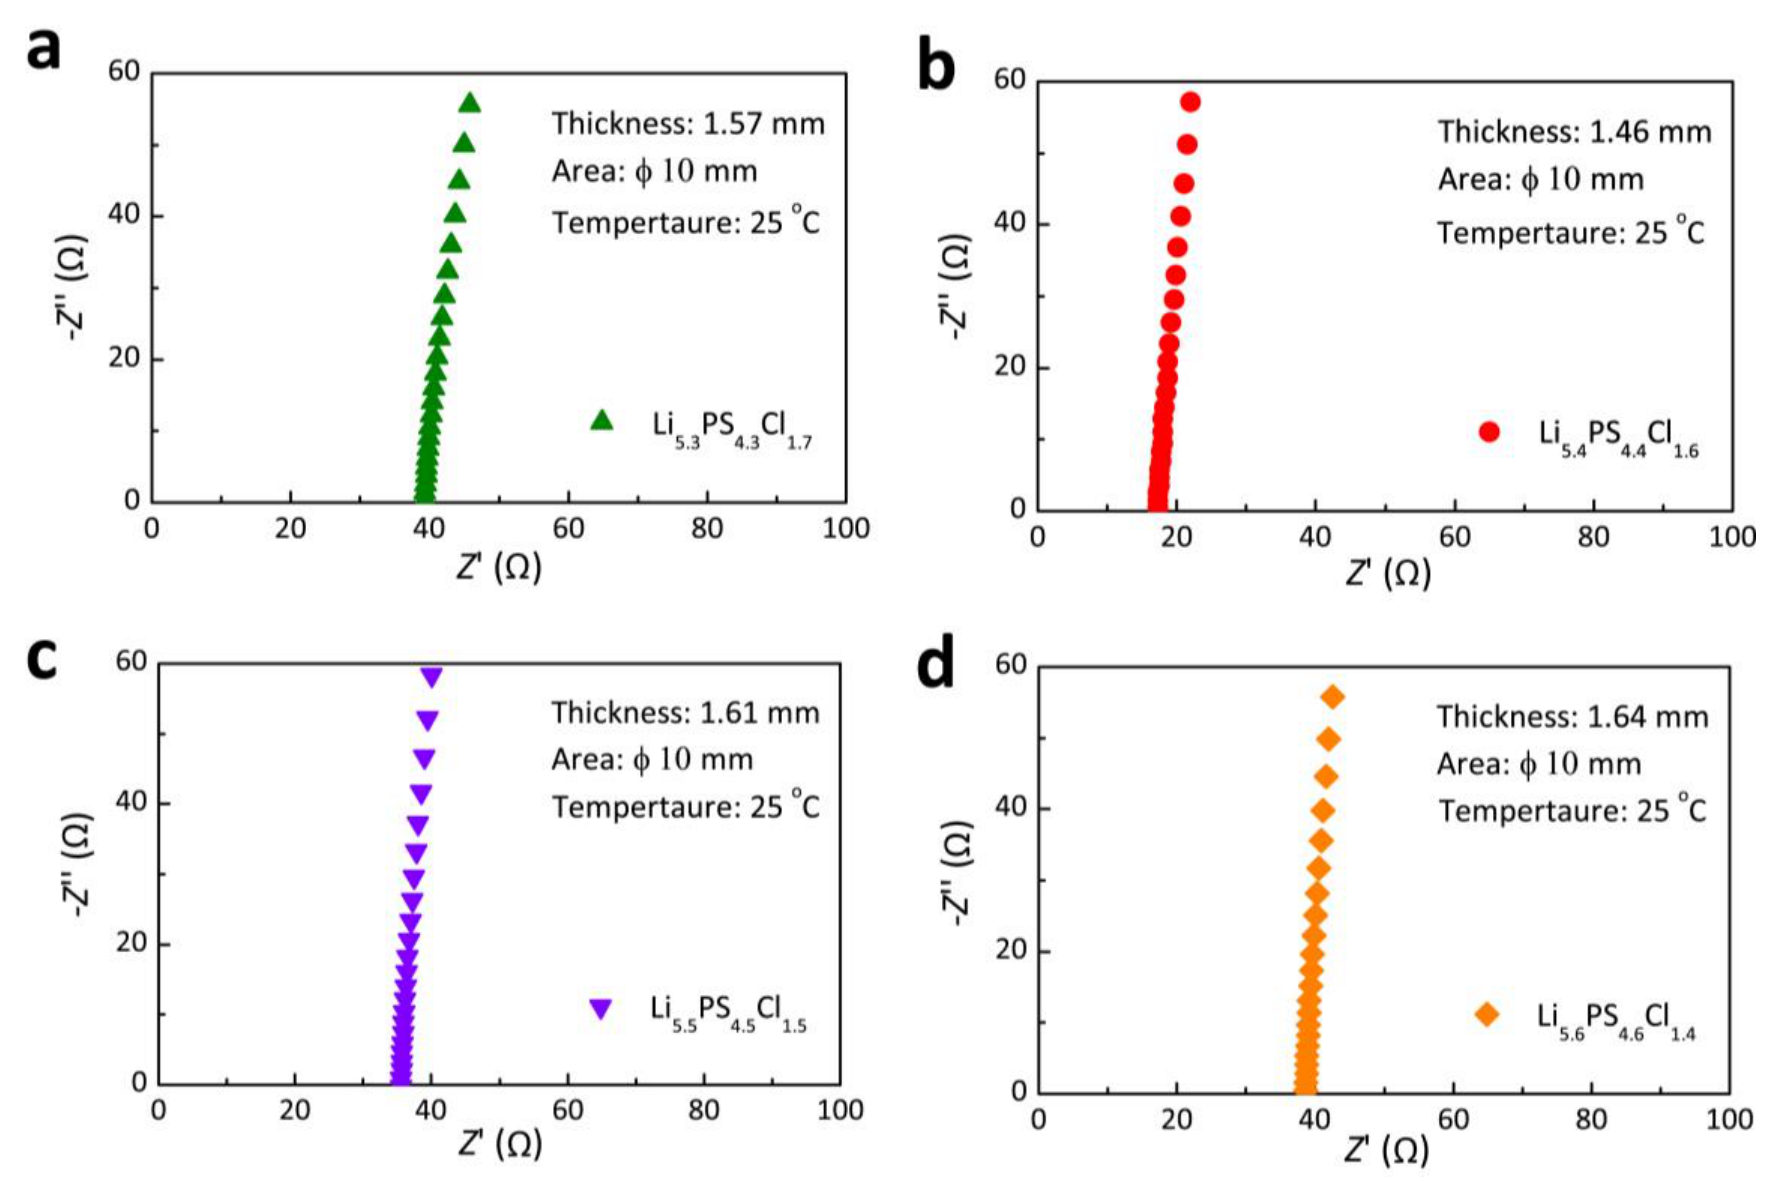 a
60
40
20
0
-Z'' (Ω)
Thickness: 1.57 mm
Area: ϕ 10 mm
Tempertaure: 25 °C
Li5.3PS4.3Cl1.7
0 20 40 60 80 100
Z' (Ω)
b
60
40
20
0
-Z'' (Ω)
Thickness: 1.46 mm
Area: ϕ 10 mm
Tempertaure: 25 °C
Li5.4PS4.4Cl1.6
0 20 40 60 80 100
Z' (Ω)
c
60
40
20
0
-Z'' (Ω)
Thickness: 1.61 mm
Area: ϕ 10 mm
Tempertaure: 25 °C
Li5.5PS4.5Cl1.5
0 20 40 60 80 100
Z' (Ω)
d
60
40
20
0
-Z'' (Ω)
Thickness: 1.64 mm
Area: ϕ 10 mm
Tempertaure: 25 °C
Li5.6PS4.6Cl1.4
0 20 40 60 80 100
Z' (Ω)